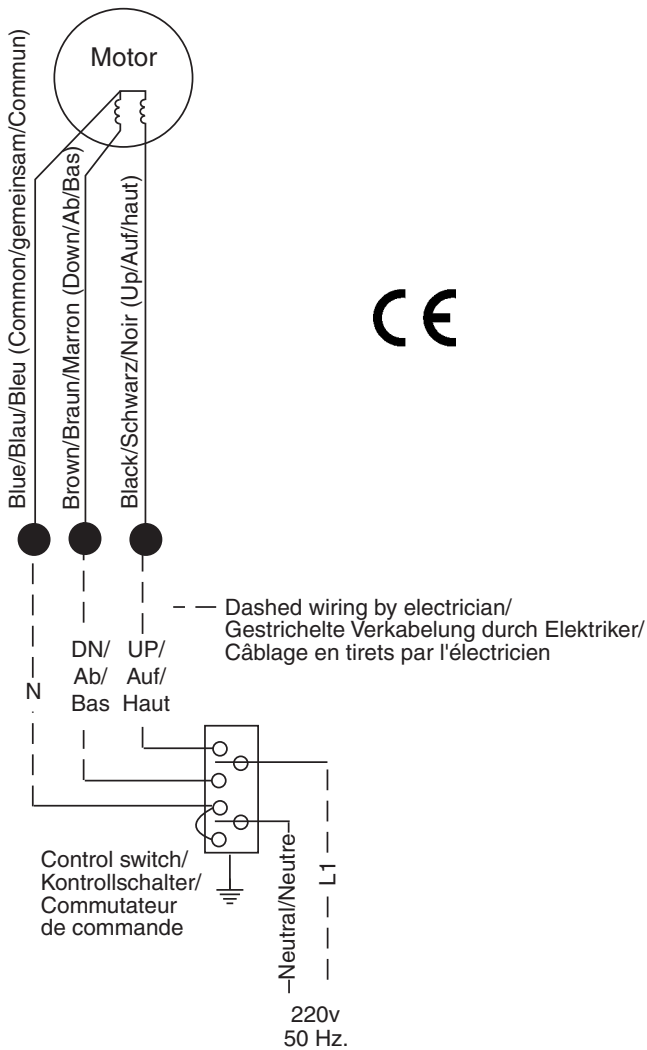 Motor
Blue/Blau/Bleu (Common/gemeinsam/Commun)
Brown/Braun/Marron (Down/Ab/Bas)
Black/Schwarz/Noir (Up/Auf/haut)
CE
Dashed wiring by electrician/
Gestrichelte Verkabelung durch Elektriker/
Câblage en tirets par l'électricien
N
DN/
Ab/
Bas
UP/
Auf/
Haut
Control switch/
Kontrollschalter/
Commutateur
de commande
Neutral/Neutre
L1
220v
50 Hz.